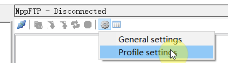 NppFTP - Disconnected
General settings
Profile settings